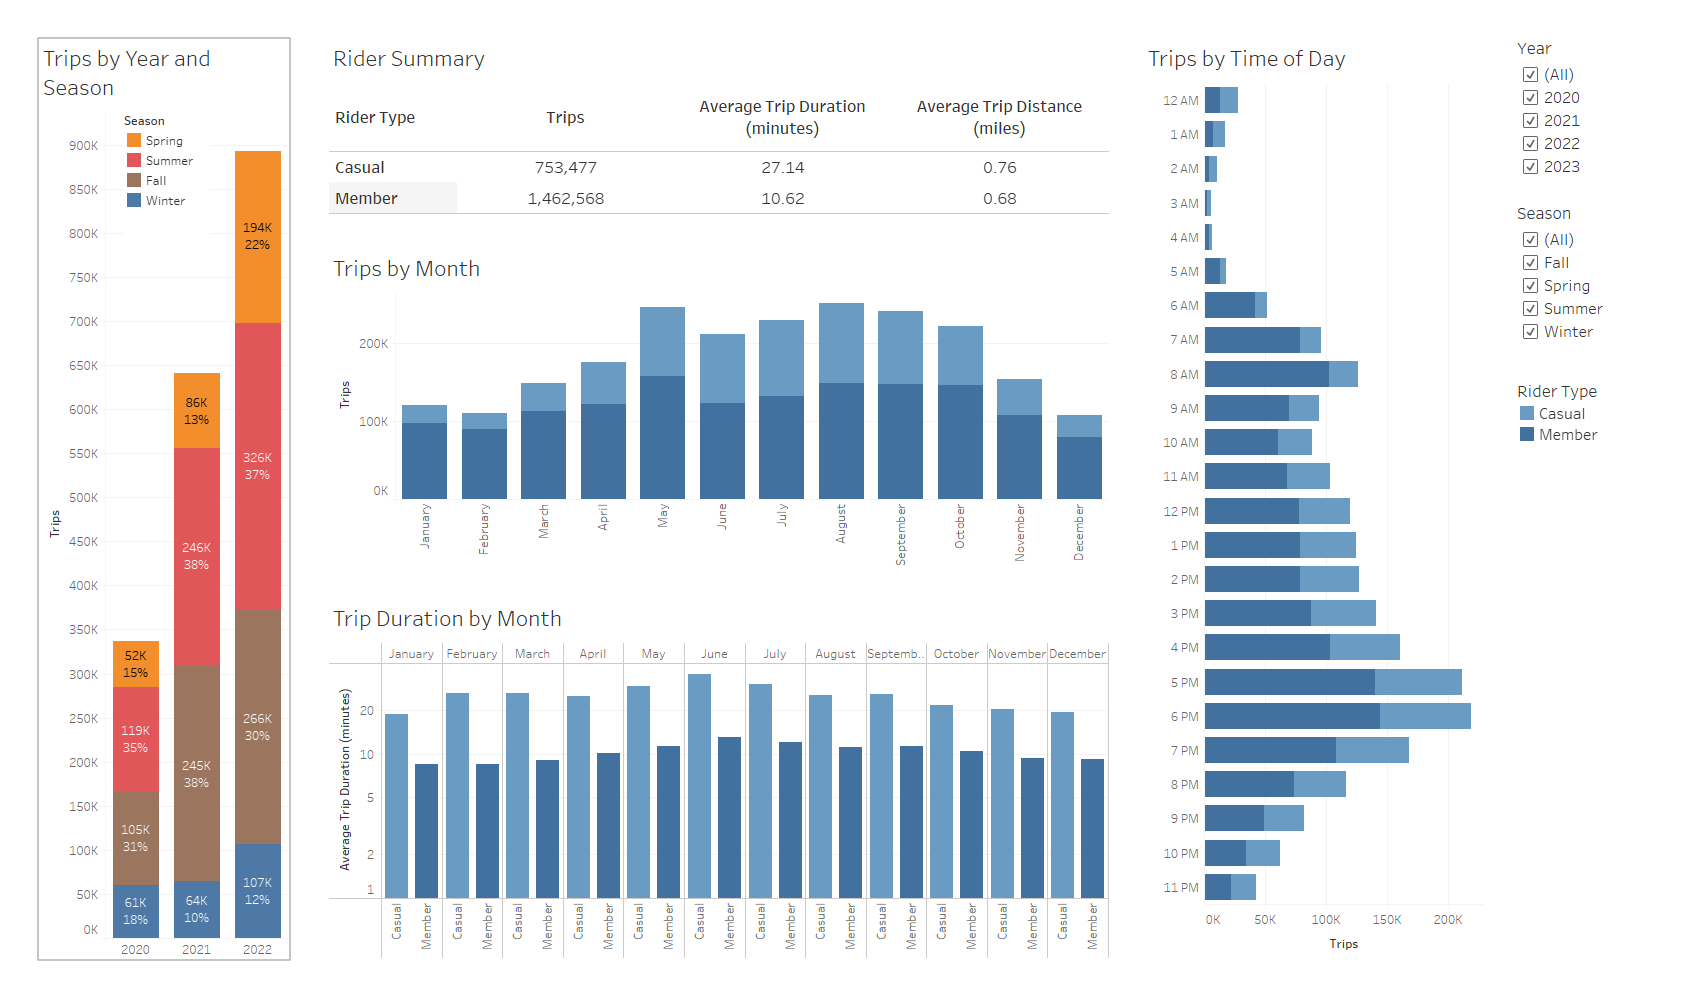 Trips by Year and
Season
Season
Spring
Summer
Fall
Winter
900K
850K
800K
750K
700K
650K
600K
550K
500K
450K
400K
350K
300K
250K
200K
150K
100K
50K
0K
Trips
52K
15%
119K
35%
105K
31%
61K
18%
86K
13%
246K
38%
245K
38%
64K
10%
194K
22%
326K
37%
266K
30%
107K
12%
2020 2021 2022
Rider Summary
Rider Type Trips Average Trip Duration (minutes) Average Trip Distance (miles)
Casual 753,477 27.14 0.76
Member 1,462,568 10.62 0.68
Trips by Month
Trips
200K
100K
0K
January February March April May June July August September October November December
Trip Duration by Month
January February March April May June July August Septemb.. October November December
Average Trip Duration (minutes)
20
10
5
2
1
Casual Member Casual Member Casual Member Casual Member Casual Member Casual Member Casual Member Casual Member Casual Member Casual Member Casual Member Casual Member
Trips by Time of Day
12 AM
1 AM
2 AM
3 AM
4 AM
5 AM
6 AM
7 AM
8 AM
9 AM
10 AM
11 AM
12 PM
1 PM
2 PM
3 PM
4 PM
5 PM
6 PM
7 PM
8 PM
9 PM
10 PM
11 PM
0K 50K 100K 150K 200K
Trips
Year
(All)
2020
2021
2022
2023
Season
(All)
Fall
Spring
Summer
Winter
Rider Type
Casual
Member